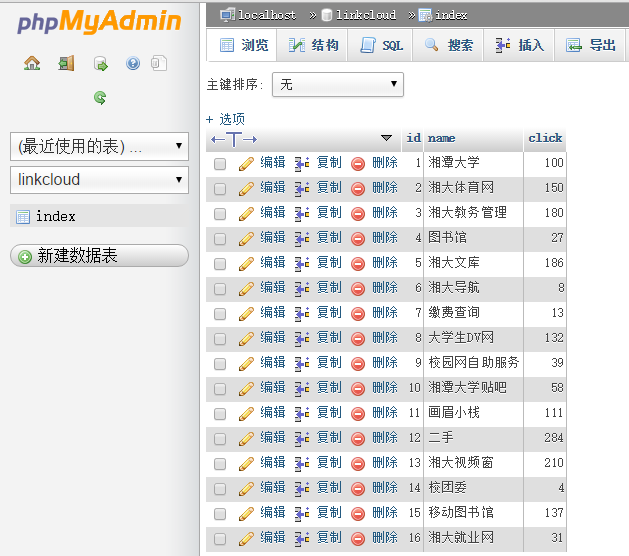 phpMyAdmin
(最近使用的表) ...
linkcloud
index
新建数据表
localhost » linkcloud » index
浏览 结构 SQL 搜索 插入 导出
主键排序: 无
+ 选项
←T→ id name click
编辑 复制 删除 1 湘潭大学 100
编辑 复制 删除 2 湘大体育网 150
编辑 复制 删除 3 湘大教务管理 180
编辑 复制 删除 4 图书馆 27
编辑 复制 删除 5 湘大文库 186
编辑 复制 删除 6 湘大导航 8
编辑 复制 删除 7 缴费查询 13
编辑 复制 删除 8 大学生DV网 132
编辑 复制 删除 9 校园网自助服务 39
编辑 复制 删除 10 湘潭大学贴吧 58
编辑 复制 删除 11 画眉小栈 111
编辑 复制 删除 12 二手 284
编辑 复制 删除 13 湘大视频窗 210
编辑 复制 删除 14 校团委 4
编辑 复制 删除 15 移动图书馆 137
编辑 复制 删除 16 湘大就业网 31